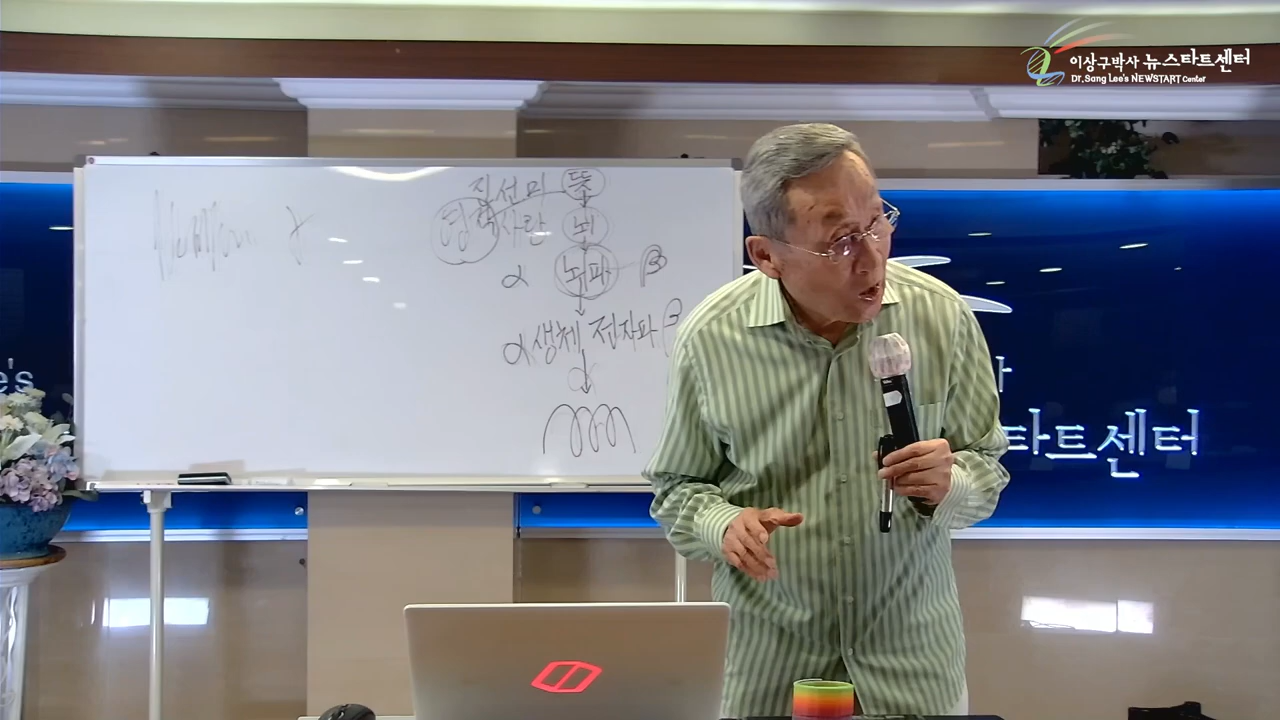 이상구박사 뉴스타트센터
Dr. Sang Lee's NEWSTART Center
진선미 뜻
사랑 뇌
α 뇌파 β
α 생체 전자파 β
e's
타트센터